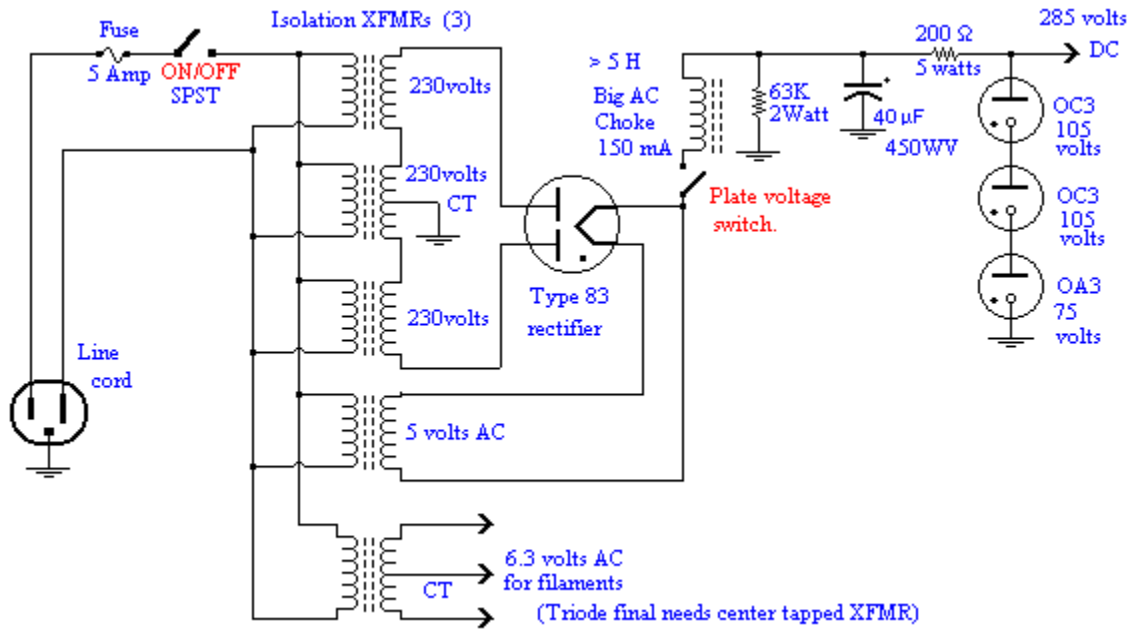 Isolation XFMRs (3)
Fuse
5 Amp
ON/OFF
SPST
230volts
230volts
CT
230volts
5 volts AC
Line
cord
CT
6.3 volts AC
for filaments
(Triode final needs center tapped XFMR)
Type 83
rectifier
> 5 H
Big AC
Choke
150 mA
Plate voltage
switch.
63K
2Watt
40 µF
450WV
200 Ω
5 watts
285 volts
DC
OC3
105
volts
OC3
105
volts
OA3
75
volts